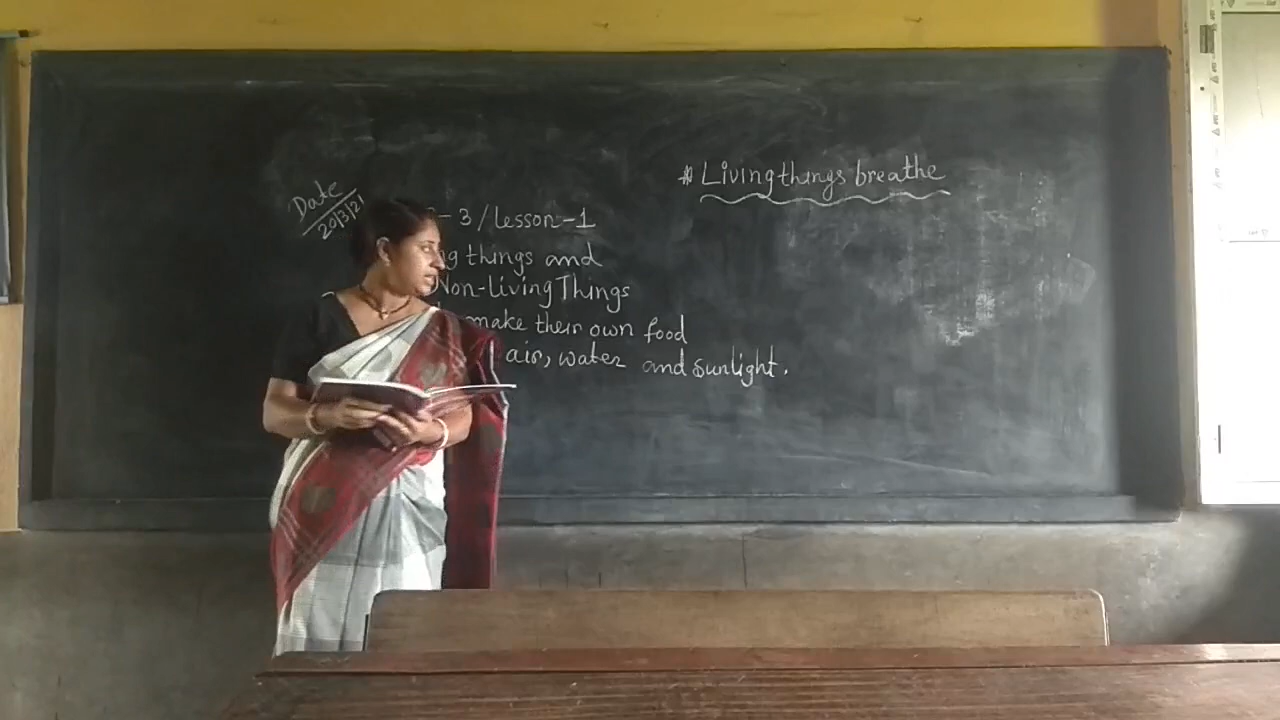 Date
20/3/21
- 3 / lesson - 1
things and
Non-living Things
make their own food
air, water and sunlight.
# Living things breathe